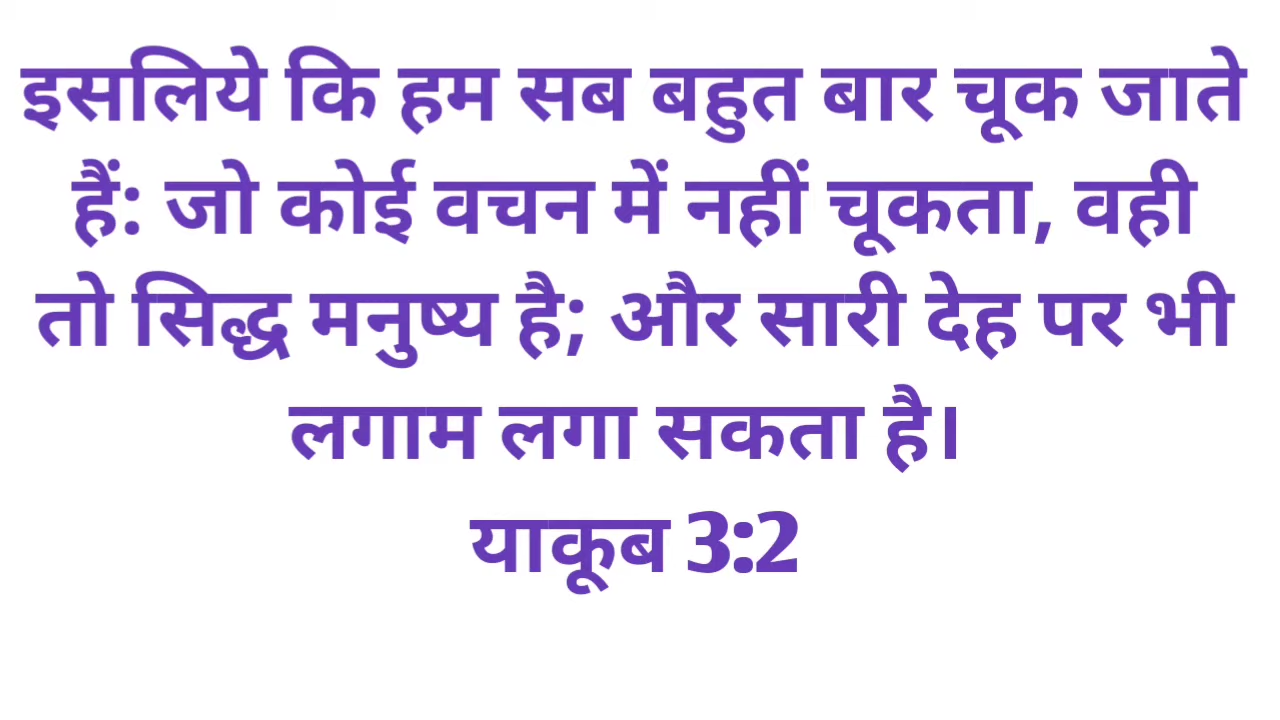 इसलिये कि हम सब बहुत बार चूक जाते
हैं: जो कोई वचन में नहीं चूकता, वही
तो सिद्ध मनुष्य है; और सारी देह पर भी
लगाम लगा सकता है।
याकूब 3:2